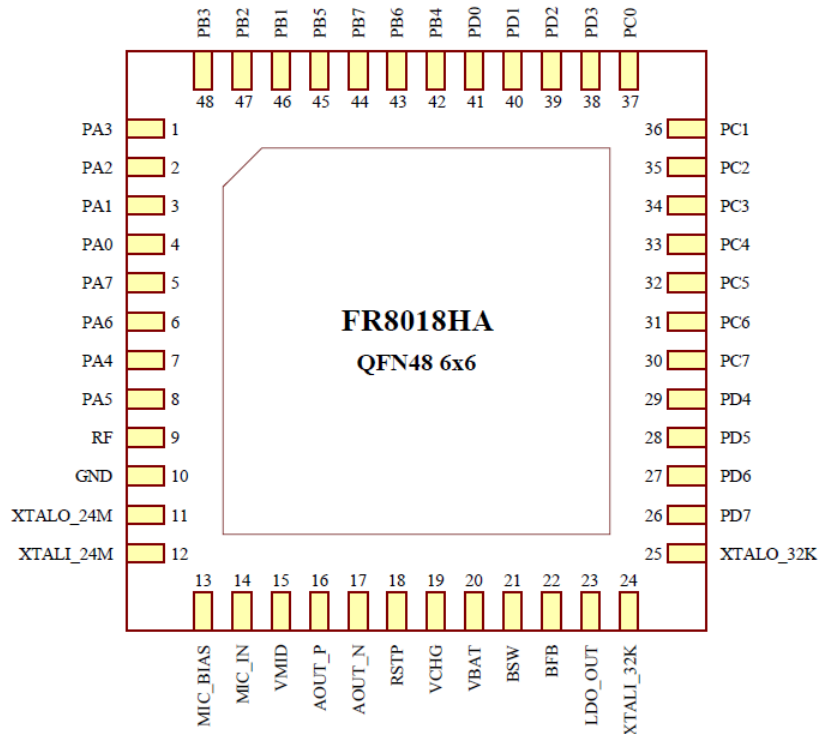 PB3 PB2 PB1 PB5 PB7 PB6 PB4 PD0 PD1 PD2 PD3 PC0
48 47 46 45 44 43 42 41 40 39 38 37
PA3 1 36 PC1
PA2 2 35 PC2
PA1 3 34 PC3
PA0 4 33 PC4
PA7 5 32 PC5
PA6 6 31 PC6
FR8018HA
PA4 7 30 PC7
QFN48 6x6
PA5 8 29 PD4
RF 9 28 PD5
GND 10 27 PD6
XTALO_24M 11 26 PD7
XTALI_24M 12 25 XTALO_32K
13 14 15 16 17 18 19 20 21 22 23 24
MIC_BIAS MIC_IN VMID AOUT_P AOUT_N RSTP VCHG VBAT BSW BFB LDO_OUT XTALI_32K